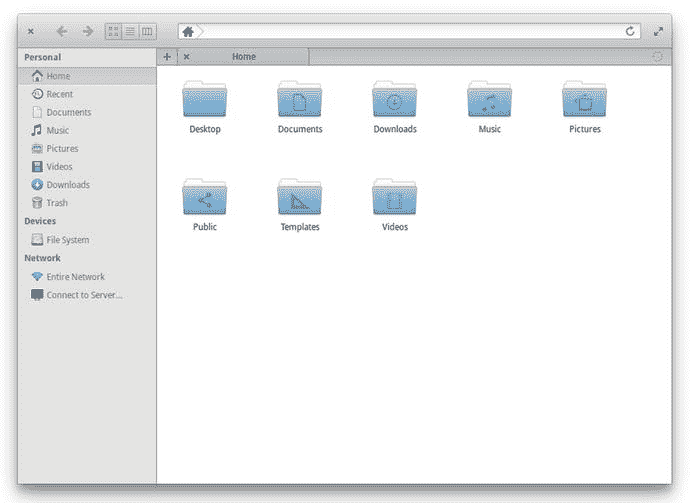 Home
Personal
Home
Recent
Documents
Music
Pictures
Videos
Downloads
Trash
Devices
File System
Network
Entire Network
Connect to Server...
Desktop Documents Downloads Music Pictures
Public Templates Videos